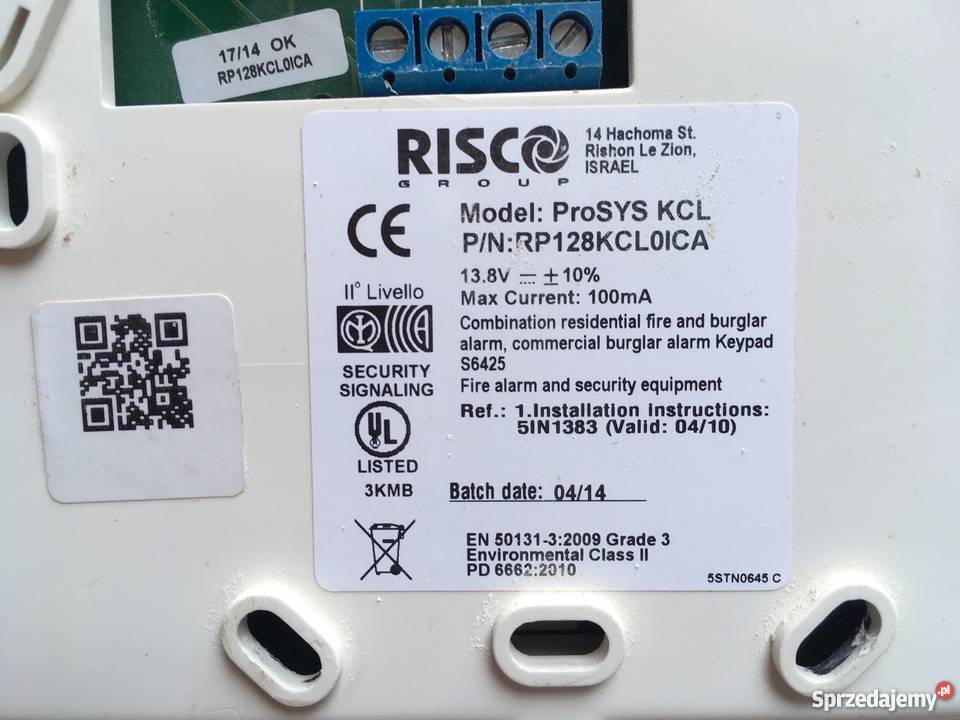 17/14 OK
RP128KCL0ICA
RISCO
GROUP
14 Hachoma St.
Rishon Le Zion,
ISRAEL
CE
Model: ProSYS KCL
P/N:RP128KCL0ICA
13.8V ⎓ ±10%
Max Current: 100mA
II° Livello
Combination residential fire and burglar
alarm, commercial burglar alarm Keypad
S6425
Fire alarm and security equipment
SECURITY
SIGNALING
UL
LISTED
3KMB
Ref.: 1.Installation instructions:
5IN1383 (Valid: 04/10)
Batch date: 04/14
EN 50131-3:2009 Grade 3
Environmental Class II
PD 6662:2010
5STN0645 C
Sprzedajemy.pl